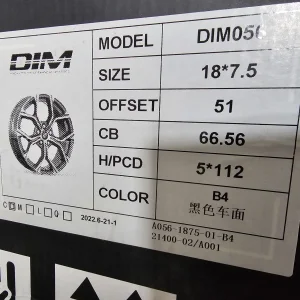 DIM
MODEL DIM056
SIZE 18*7.5
OFFSET 51
CB 66.56
H/PCD 5*112
COLOR B4
黑色车面
C M L Q 2022.6-21-1
A056-1875-01-B4
21400-02/A001